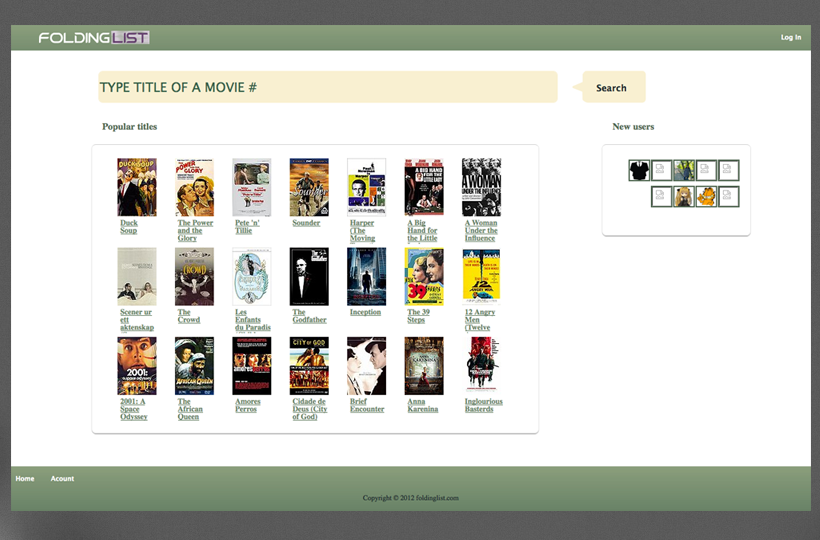 FOLDINGLIST
Log In
TYPE TITLE OF A MOVIE #
Search
Popular titles
New users
DUCK SOUP
Duck
Soup
The Power
and the
Glory
Pete 'n'
Tillie
Sounder
Harper
(The
Moving
A Big
Hand for
the Little
A Woman
Under the
Influence
Scener ur
ett
aktenskap
The
Crowd
Les
Enfants
du Paradis
The
Godfather
Inception
The 39
Steps
12 Angry
Men
(Twelve
2001: A
Space
Odyssey
The
African
Queen
Amores
Perros
Cidade de
Deus (City
of God)
Brief
Encounter
Anna
Karenina
Inglourious
Basterds
Home
Acount
Copyright © 2012 foldinglist.com